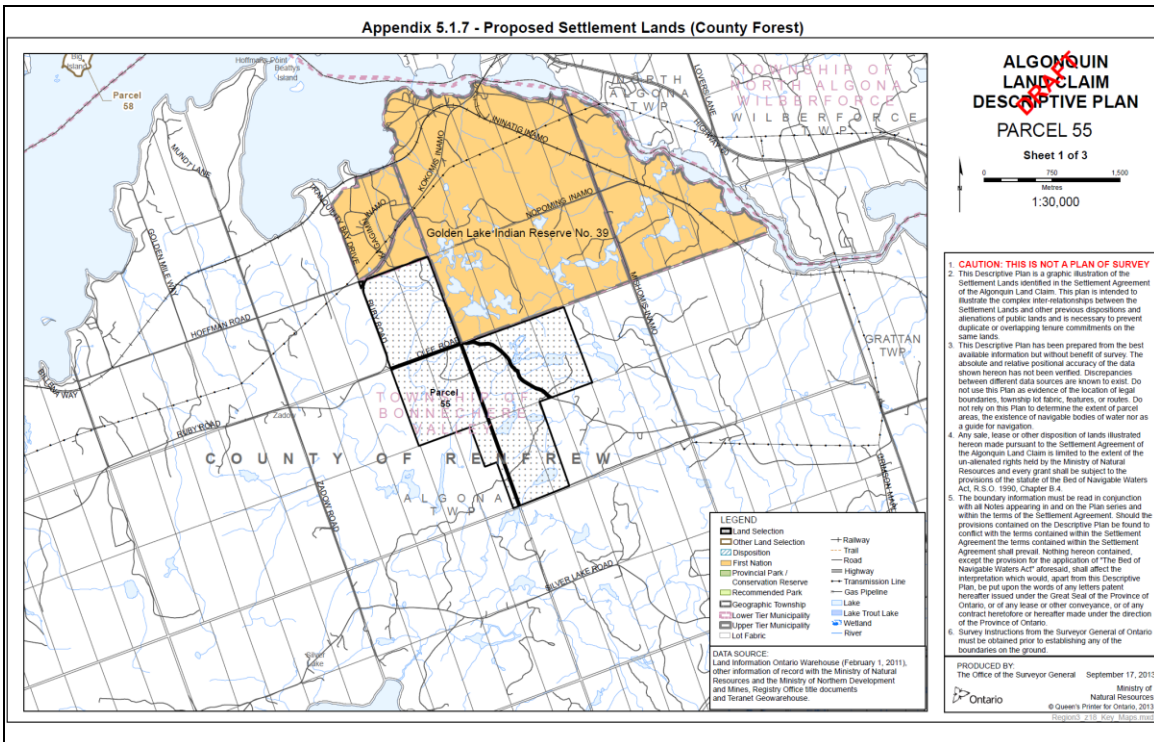 Appendix 5.1.7 - Proposed Settlement Lands (County Forest)
Big
Island
Parcel
58
Hoffman Point
Beatty's
Island
NORTH
ALGONA
TWP
TOWNSHIP OF
NORTH ALGONA
WILBERFORCE
WILBERFORCE
TWP
HIGHWAY 60
ININATIG INAMO
KOKOMIS INAMO
NOPOMING INAMO
MISHOMIS INAMO
TRANQUILITY BAY DRIVE
MUNDT LANE
GOLDEN MILE WAY
HOFFMAN ROAD
RUBY ROAD
Golden Lake Indian Reserve No. 39
GRATTAN
TWP
Parcel
55
TOWNSHIP OF
BONNECHERE
VALLEY
Zadow
RUBY ROAD
COUNTY OF RENFREW
ALGONA
TWP
ZADOW ROAD
SILVER LAKE ROAD
Silver
Lake
LEGEND
Land Selection
Other Land Selection
Disposition
First Nation
Provincial Park /
Conservation Reserve
Recommended Park
Geographic Township
Lower Tier Municipality
Upper Tier Municipality
Lot Fabric
Railway
Trail
Road
Highway
Transmission Line
Gas Pipeline
Lake
Lake Trout Lake
Wetland
River
DATA SOURCE:
Land Information Ontario Warehouse (February 1, 2011),
other information of record with the Ministry of Natural
Resources and the Ministry of Northern Development
and Mines, Registry Office title documents
and Teranet Geowarehouse.
ALGONQUIN
LAND CLAIM
DESCRIPTIVE PLAN
DRAFT
PARCEL 55
Sheet 1 of 3
N
0 750 1,500
Metres
1:30,000
1. CAUTION: THIS IS NOT A PLAN OF SURVEY
2. This Descriptive Plan is a graphic illustration of the
Settlement Lands identified in the Settlement Agreement
of the Algonquin Land Claim. This plan is intended to
illustrate the complex inter-relationships between the
Settlement Lands and other previous dispositions and
alienations of public lands and is necessary to prevent
duplicate or overlapping tenure commitments on the
same lands.
3. This Descriptive Plan has been prepared from the best
available information but without benefit of survey. The
absolute and relative positional accuracy of the data
shown hereon has not been verified. Discrepancies
between different data sources are known to exist. Do
not use this Plan as evidence of the location of legal
boundaries, township lot fabric, features, or routes. Do
not rely on this Plan to determine the extent of parcel
areas, the existence of navigable bodies of water nor as
a guide for navigation.
4. Any sale, lease or other disposition of lands illustrated
hereon made pursuant to the Settlement Agreement of
the Algonquin Land Claim is limited to the extent of the
un-alienated rights held by the Ministry of Natural
Resources and every grant shall be subject to the
provisions of the statute of the Bed of Navigable Waters
Act, R.S.O. 1990, Chapter B.4.
5. The boundary information must be read in conjunction
with all Notes appearing in and on the Plan series and
within the terms of the Settlement Agreement. Should the
provisions contained on the Descriptive Plan be found to
conflict with the terms contained within the Settlement
Agreement the terms contained within the Settlement
Agreement shall prevail. Nothing hereon contained,
except the provision for the application of "The Bed of
Navigable Waters Act" aforesaid, shall affect the
interpretation which would, apart from this Descriptive
Plan, be put upon the words of any letters patent
hereafter issued under the Great Seal of the Province of
Ontario, or of any lease or other conveyance, or of any
contract heretofore or hereafter made under the direction
of the Province of Ontario.
6. Survey Instructions from the Surveyor General of Ontario
must be obtained prior to establishing any of the
boundaries on the ground.
PRODUCED BY:
The Office of the Surveyor General September 17, 2013
Ontario
Ministry of
Natural Resources
© Queen's Printer for Ontario, 2013
Region3_z18_Key_Maps.mxd